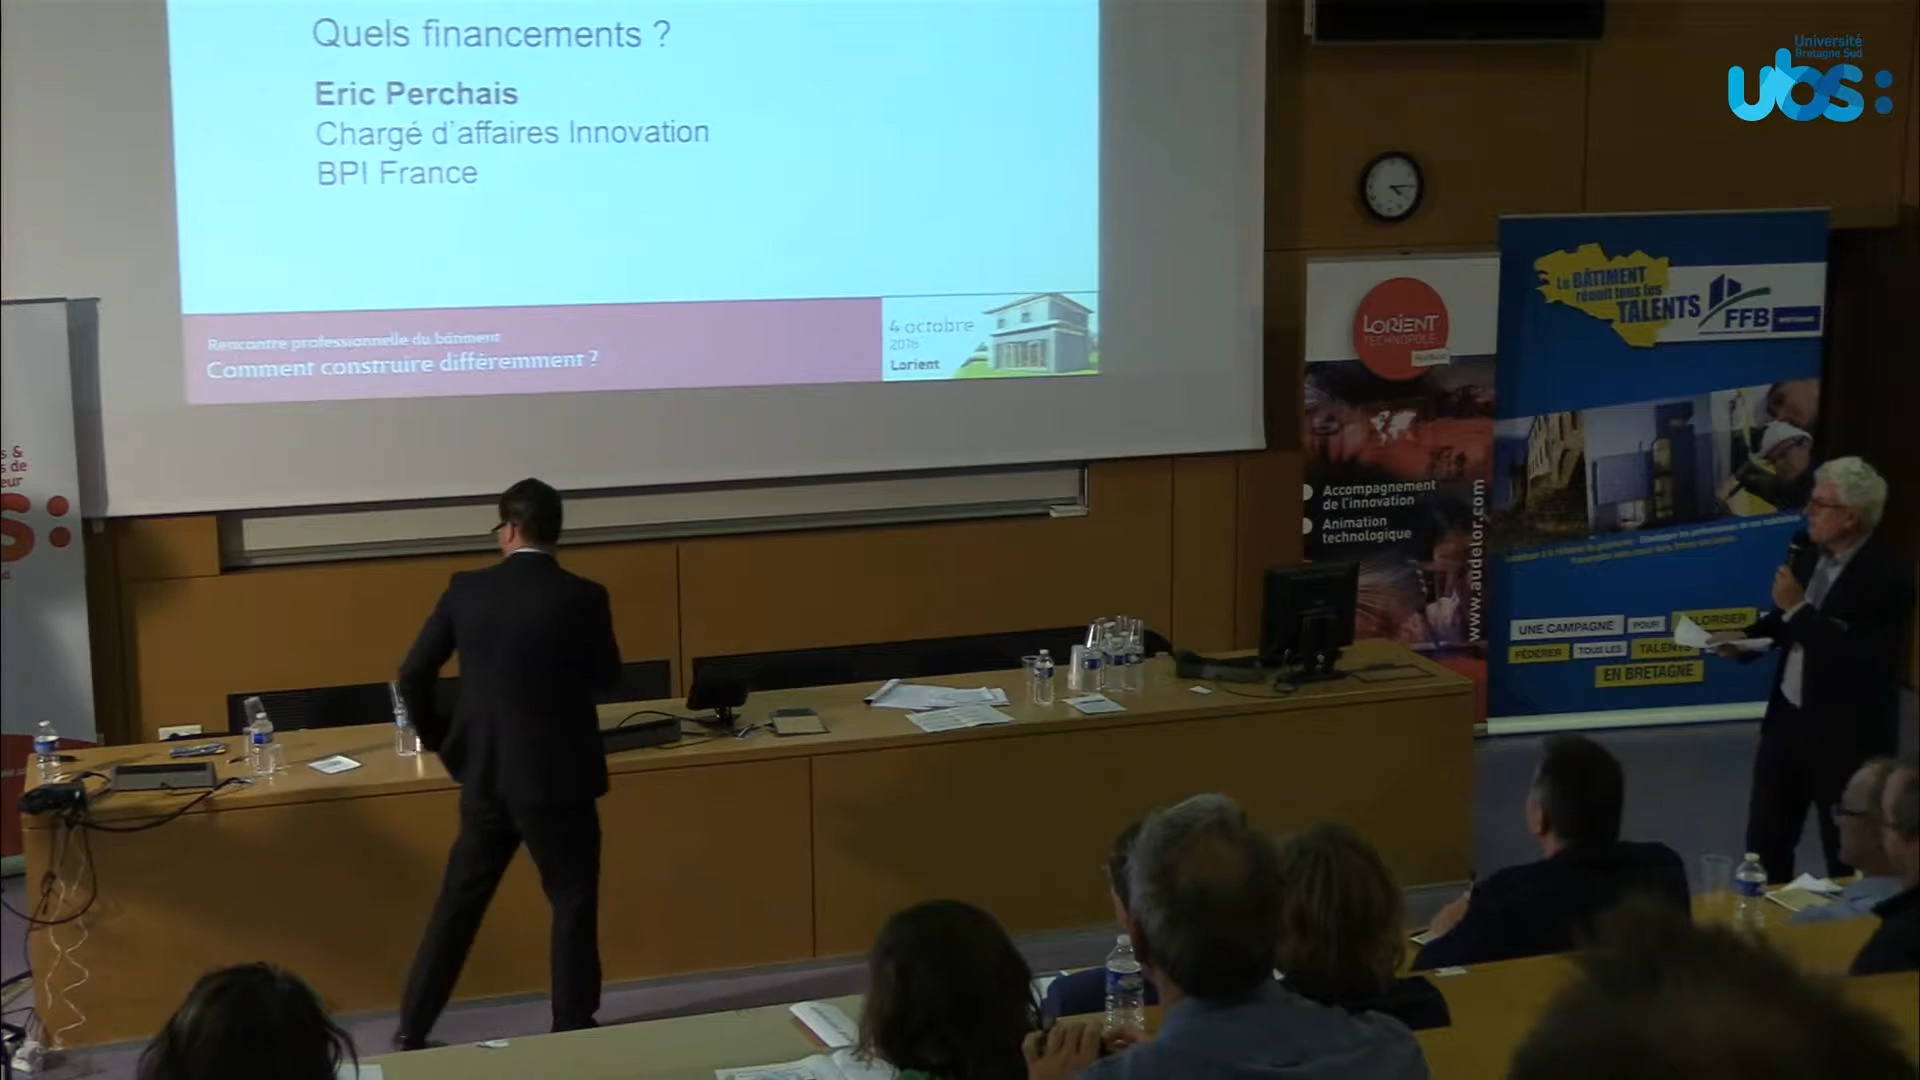 Quels financements ?
Eric Perchais
Chargé d'affaires Innovation
BPI France
Rencontre professionnelle du bâtiment
Comment construire différemment ?
4 octobre
2016
Lorient
Université
Bretagne Sud
ubs:
Le BÂTIMENT
réunit tous les
TALENTS
FFB
LORIENT
TECHNOPOLE
Accompagnement
de l'innovation
Animation
technologique
www.audelor.com
UNE CAMPAGNE POUR VALORISER
FÉDÉRER TOUS LES TALENTS
EN BRETAGNE
s &
s de
eur
s: